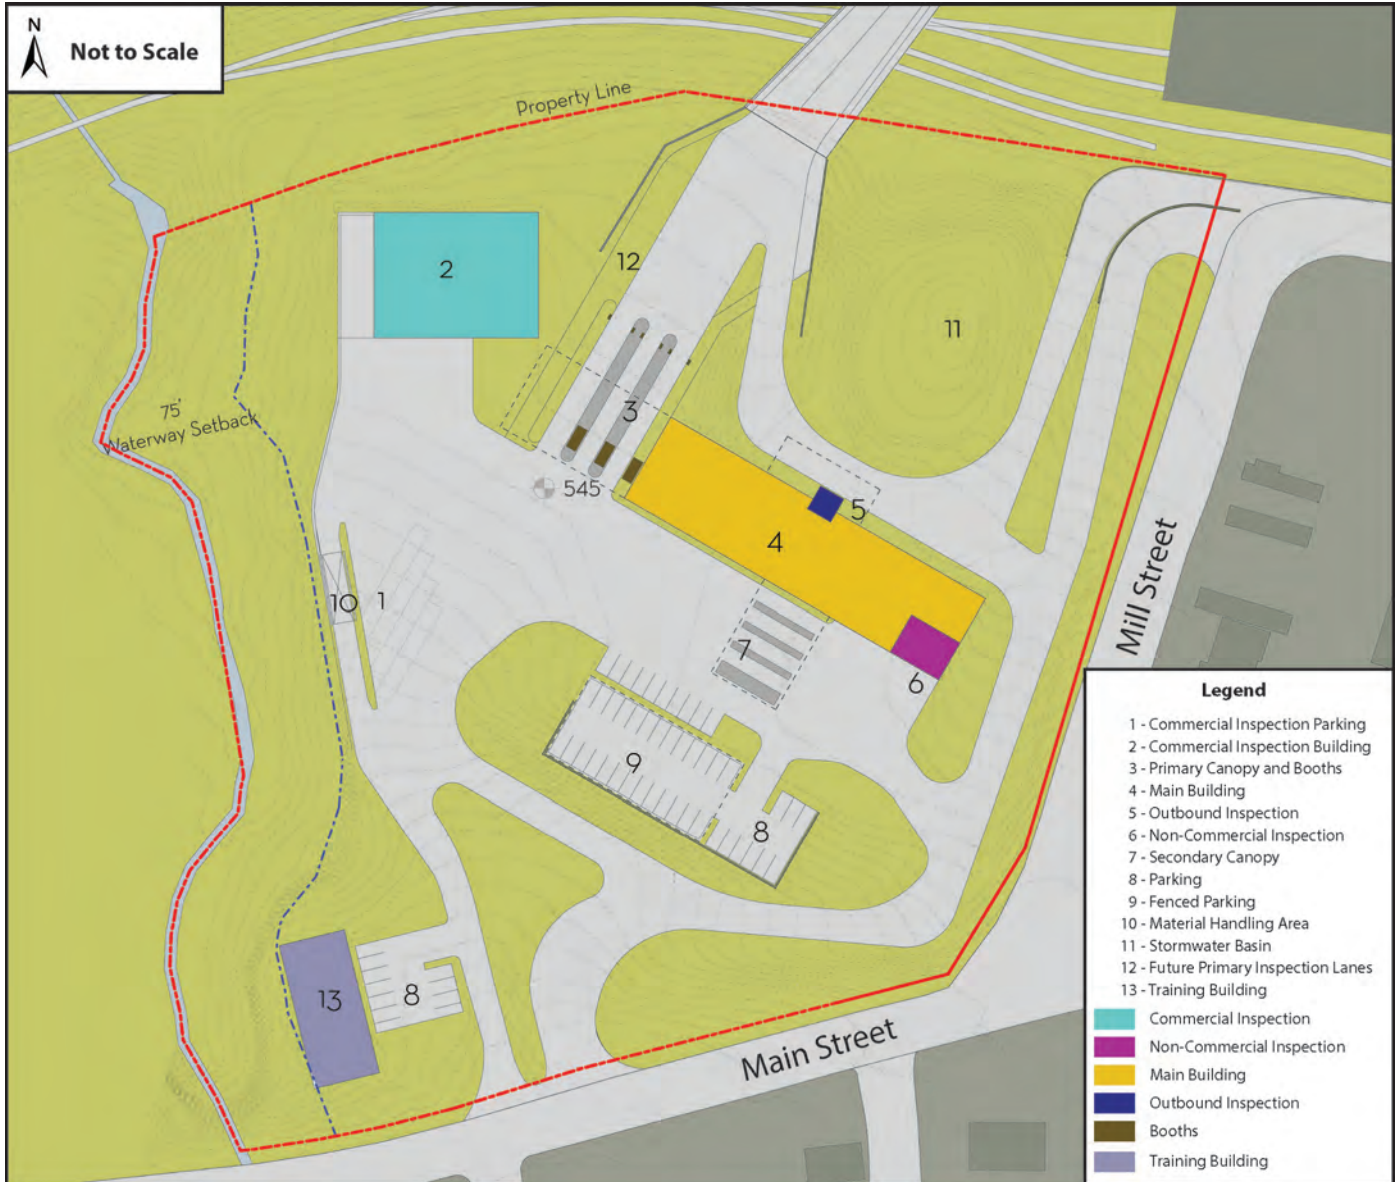 N
Not to Scale
Property Line
2
12
11
3
75'
Waterway Setback
545
5
4
10
1
7
6
9
8
13
8
Mill Street
Main Street
Legend
1 - Commercial Inspection Parking
2 - Commercial Inspection Building
3 - Primary Canopy and Booths
4 - Main Building
5 - Outbound Inspection
6 - Non-Commercial Inspection
7 - Secondary Canopy
8 - Parking
9 - Fenced Parking
10 - Material Handling Area
11 - Stormwater Basin
12 - Future Primary Inspection Lanes
13 - Training Building
Commercial Inspection
Non-Commercial Inspection
Main Building
Outbound Inspection
Booths
Training Building